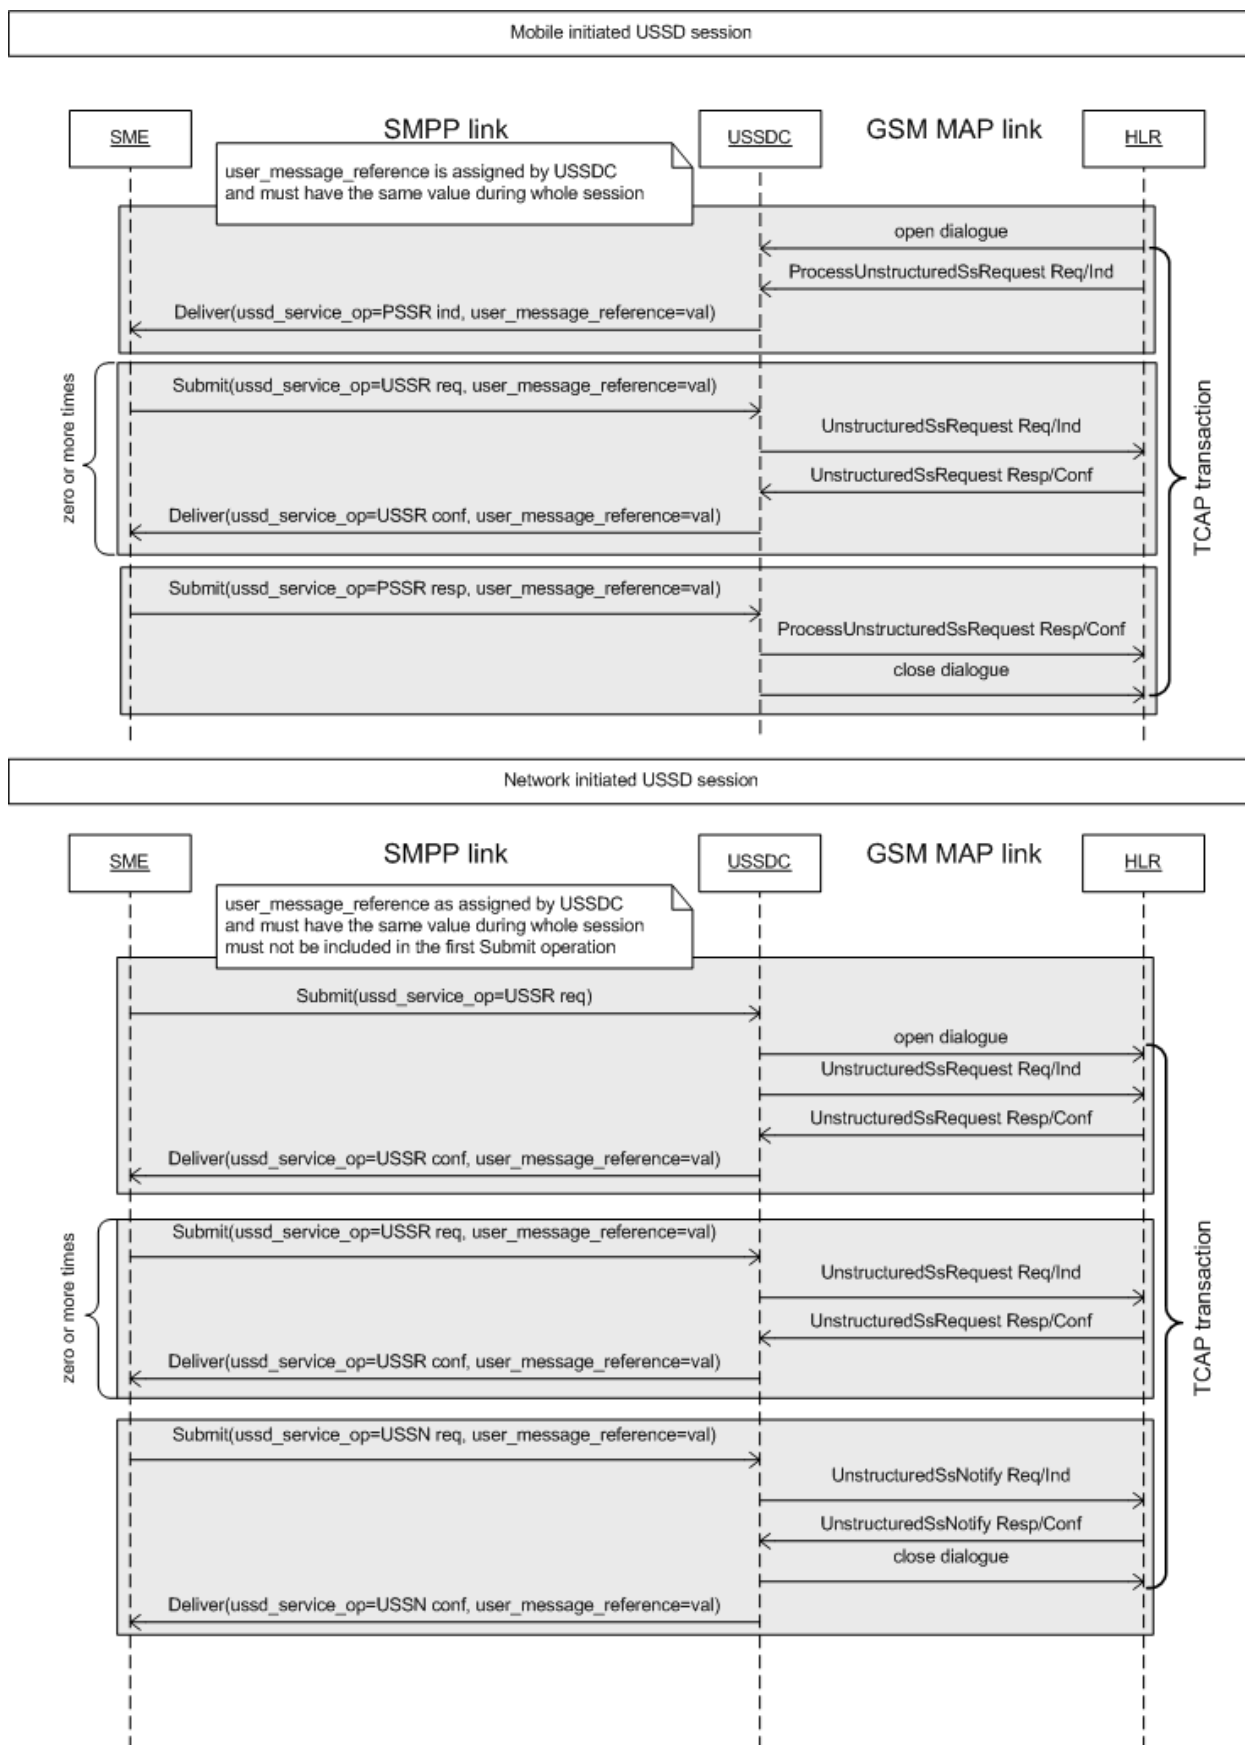 Mobile initiated USSD session
SME
SMPP link
USSDC
GSM MAP link
HLR
user_message_reference is assigned by USSDC
and must have the same value during whole session
open dialogue
ProcessUnstructuredSsRequest Req/Ind
Deliver(ussd_service_op=PSSR ind, user_message_reference=val)
zero or more times
Submit(ussd_service_op=USSR req, user_message_reference=val)
UnstructuredSsRequest Req/Ind
UnstructuredSsRequest Resp/Conf
Deliver(ussd_service_op=USSR conf, user_message_reference=val)
TCAP transaction
Submit(ussd_service_op=PSSR resp, user_message_reference=val)
ProcessUnstructuredSsRequest Resp/Conf
close dialogue
Network initiated USSD session
SME
SMPP link
USSDC
GSM MAP link
HLR
user_message_reference as assigned by USSDC
and must have the same value during whole session
must not be included in the first Submit operation
Submit(ussd_service_op=USSR req)
open dialogue
UnstructuredSsRequest Req/Ind
UnstructuredSsRequest Resp/Conf
Deliver(ussd_service_op=USSR conf, user_message_reference=val)
zero or more times
Submit(ussd_service_op=USSR req, user_message_reference=val)
UnstructuredSsRequest Req/Ind
UnstructuredSsRequest Resp/Conf
Deliver(ussd_service_op=USSR conf, user_message_reference=val)
TCAP transaction
Submit(ussd_service_op=USSN req, user_message_reference=val)
UnstructuredSsNotify Req/Ind
UnstructuredSsNotify Resp/Conf
close dialogue
Deliver(ussd_service_op=USSN conf, user_message_reference=val)